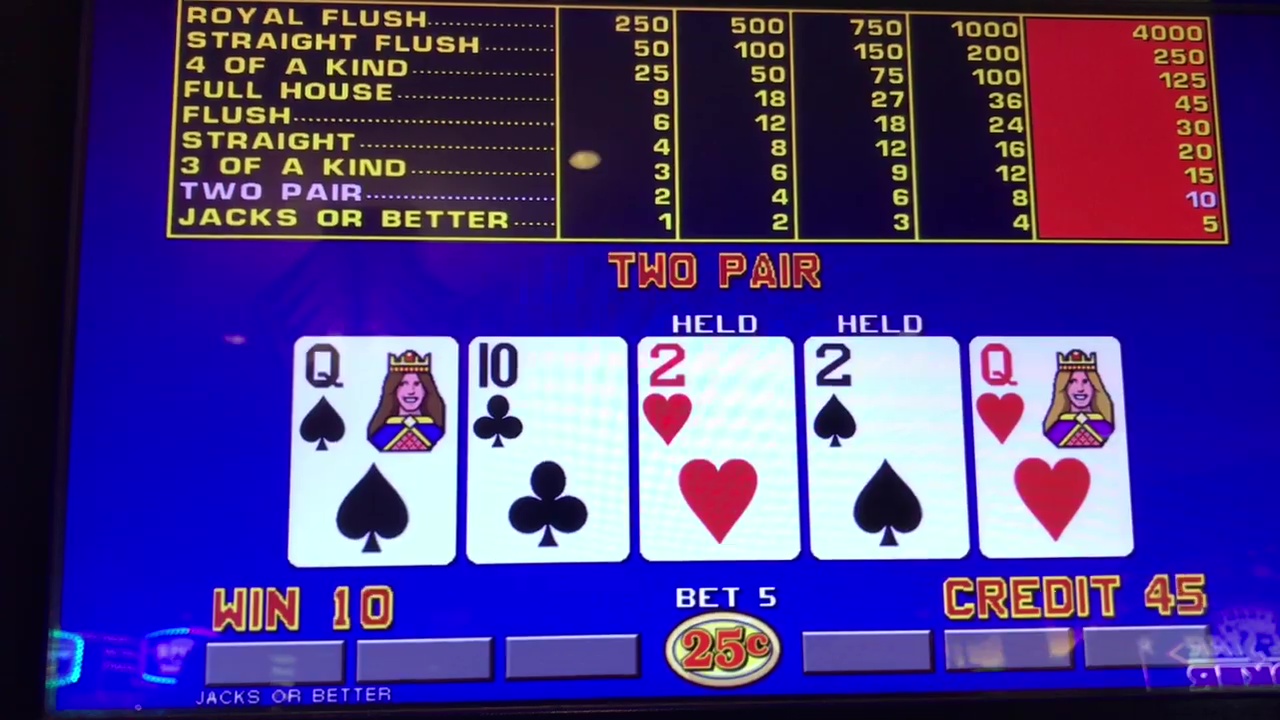 ROYAL FLUSH 250 500 750 1000 4000
STRAIGHT FLUSH 50 100 150 200 250
4 OF A KIND 25 50 75 100 125
FULL HOUSE 9 18 27 36 45
FLUSH 6 12 18 24 30
STRAIGHT 4 8 12 16 20
3 OF A KIND 3 6 9 12 15
TWO PAIR 2 4 6 8 10
JACKS OR BETTER 1 2 3 4 5
TWO PAIR
HELD HELD
Q 10 2 2 Q
WIN 10 BET 5 CREDIT 45
25¢
JACKS OR BETTER